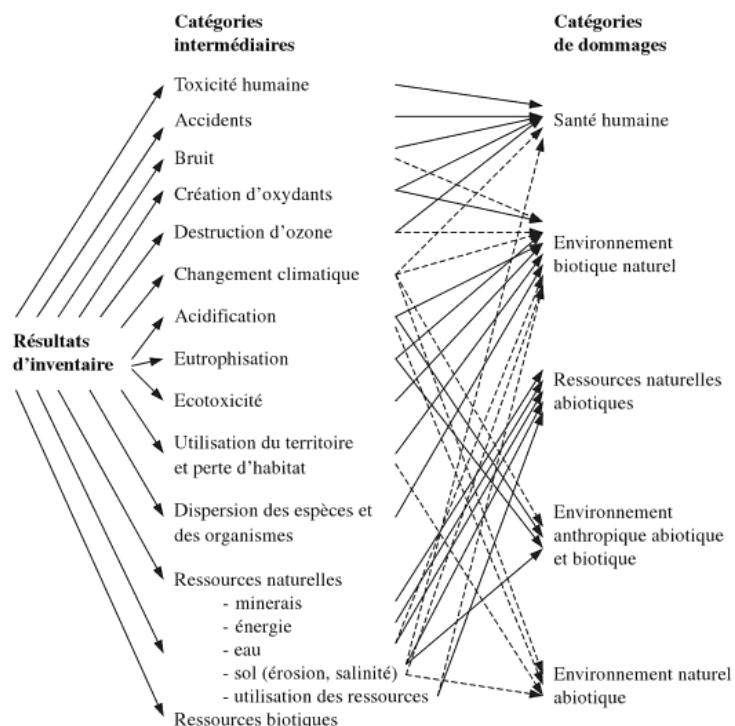 Catégories
intermédiaires
Catégories
de dommages
Toxicité humaine
Accidents
Bruit
Création d'oxydants
Destruction d'ozone
Changement climatique
Acidification
Eutrophisation
Ecotoxicité
Utilisation du territoire
et perte d'habitat
Dispersion des espèces et
des organismes
Ressources naturelles
- minerais
- énergie
- eau
- sol (érosion, salinité)
- utilisation des ressources
Ressources biotiques
Résultats
d'inventaire
Santé humaine
Environnement
biotique naturel
Ressources naturelles
abiotiques
Environnement
anthropique abiotique
et biotique
Environnement naturel
abiotique